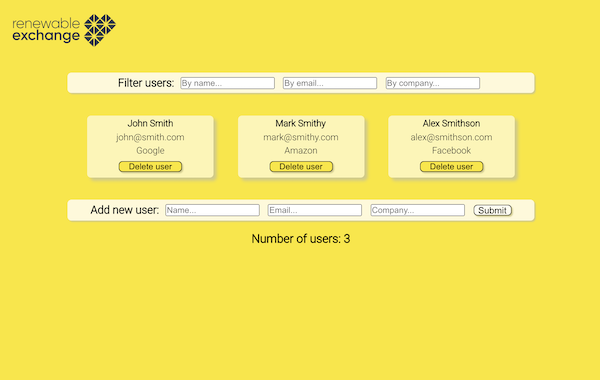 renewable
exchange
Filter users: By name... By email... By company...
John Smith
john@smith.com
Google
Delete user
Mark Smithy
mark@smithy.com
Amazon
Delete user
Alex Smithson
alex@smithson.com
Facebook
Delete user
Add new user: Name... Email... Company... Submit
Number of users: 3